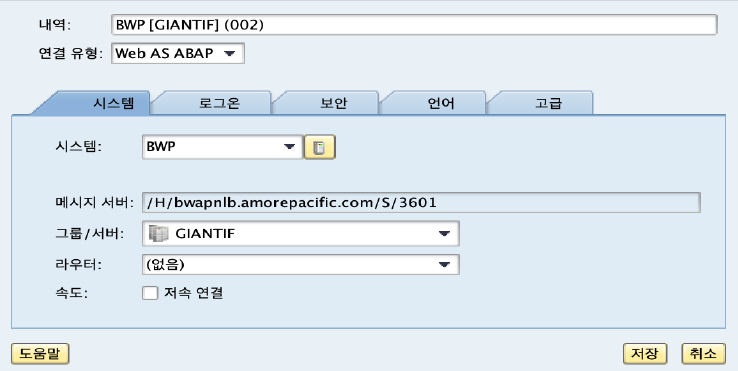 내역: BWP [GIANTIF] (002)
연결 유형: Web AS ABAP
시스템 로그온 보안 언어 고급
시스템: BWP
메시지 서버: /H/bwapnlb.amorepacific.com/S/3601
그룹/서버: GIANTIF
라우터: (없음)
속도: 저속 연결
도움말 저장 취소